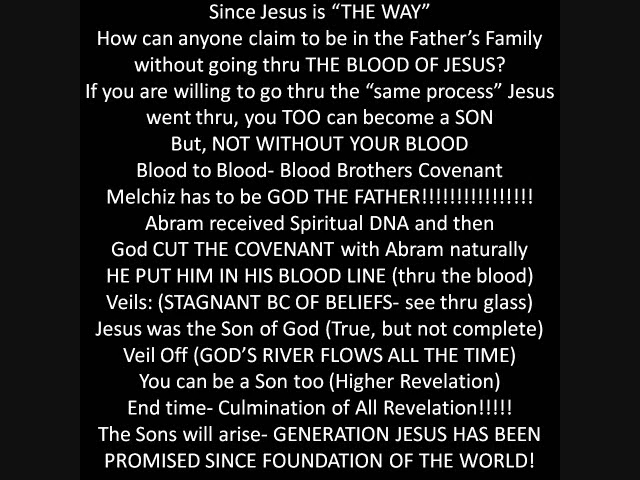 Since Jesus is “THE WAY”
How can anyone claim to be in the Father’s Family
without going thru THE BLOOD OF JESUS?
If you are willing to go thru the “same process” Jesus
went thru, you TOO can become a SON
But, NOT WITHOUT YOUR BLOOD
Blood to Blood- Blood Brothers Covenant
Melchiz has to be GOD THE FATHER!!!!!!!!!!!!!!!!
Abram received Spiritual DNA and then
God CUT THE COVENANT with Abram naturally
HE PUT HIM IN HIS BLOOD LINE (thru the blood)
Veils: (STAGNANT BC OF BELIEFS- see thru glass)
Jesus was the Son of God (True, but not complete)
Veil Off (GOD’S RIVER FLOWS ALL THE TIME)
You can be a Son too (Higher Revelation)
End time- Culmination of All Revelation!!!!!
The Sons will arise- GENERATION JESUS HAS BEEN
PROMISED SINCE FOUNDATION OF THE WORLD!